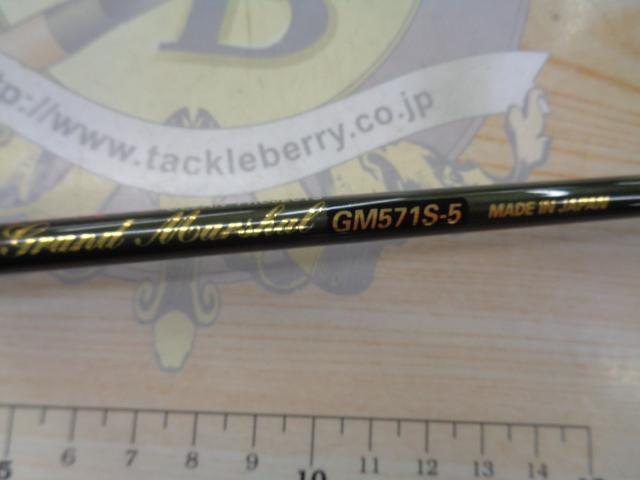 B
http://www.tackleberry.co.jp
Grand Marshal GM571S-5 MADE IN JAPAN
5 6 7 8 9 10 11 12 13 14